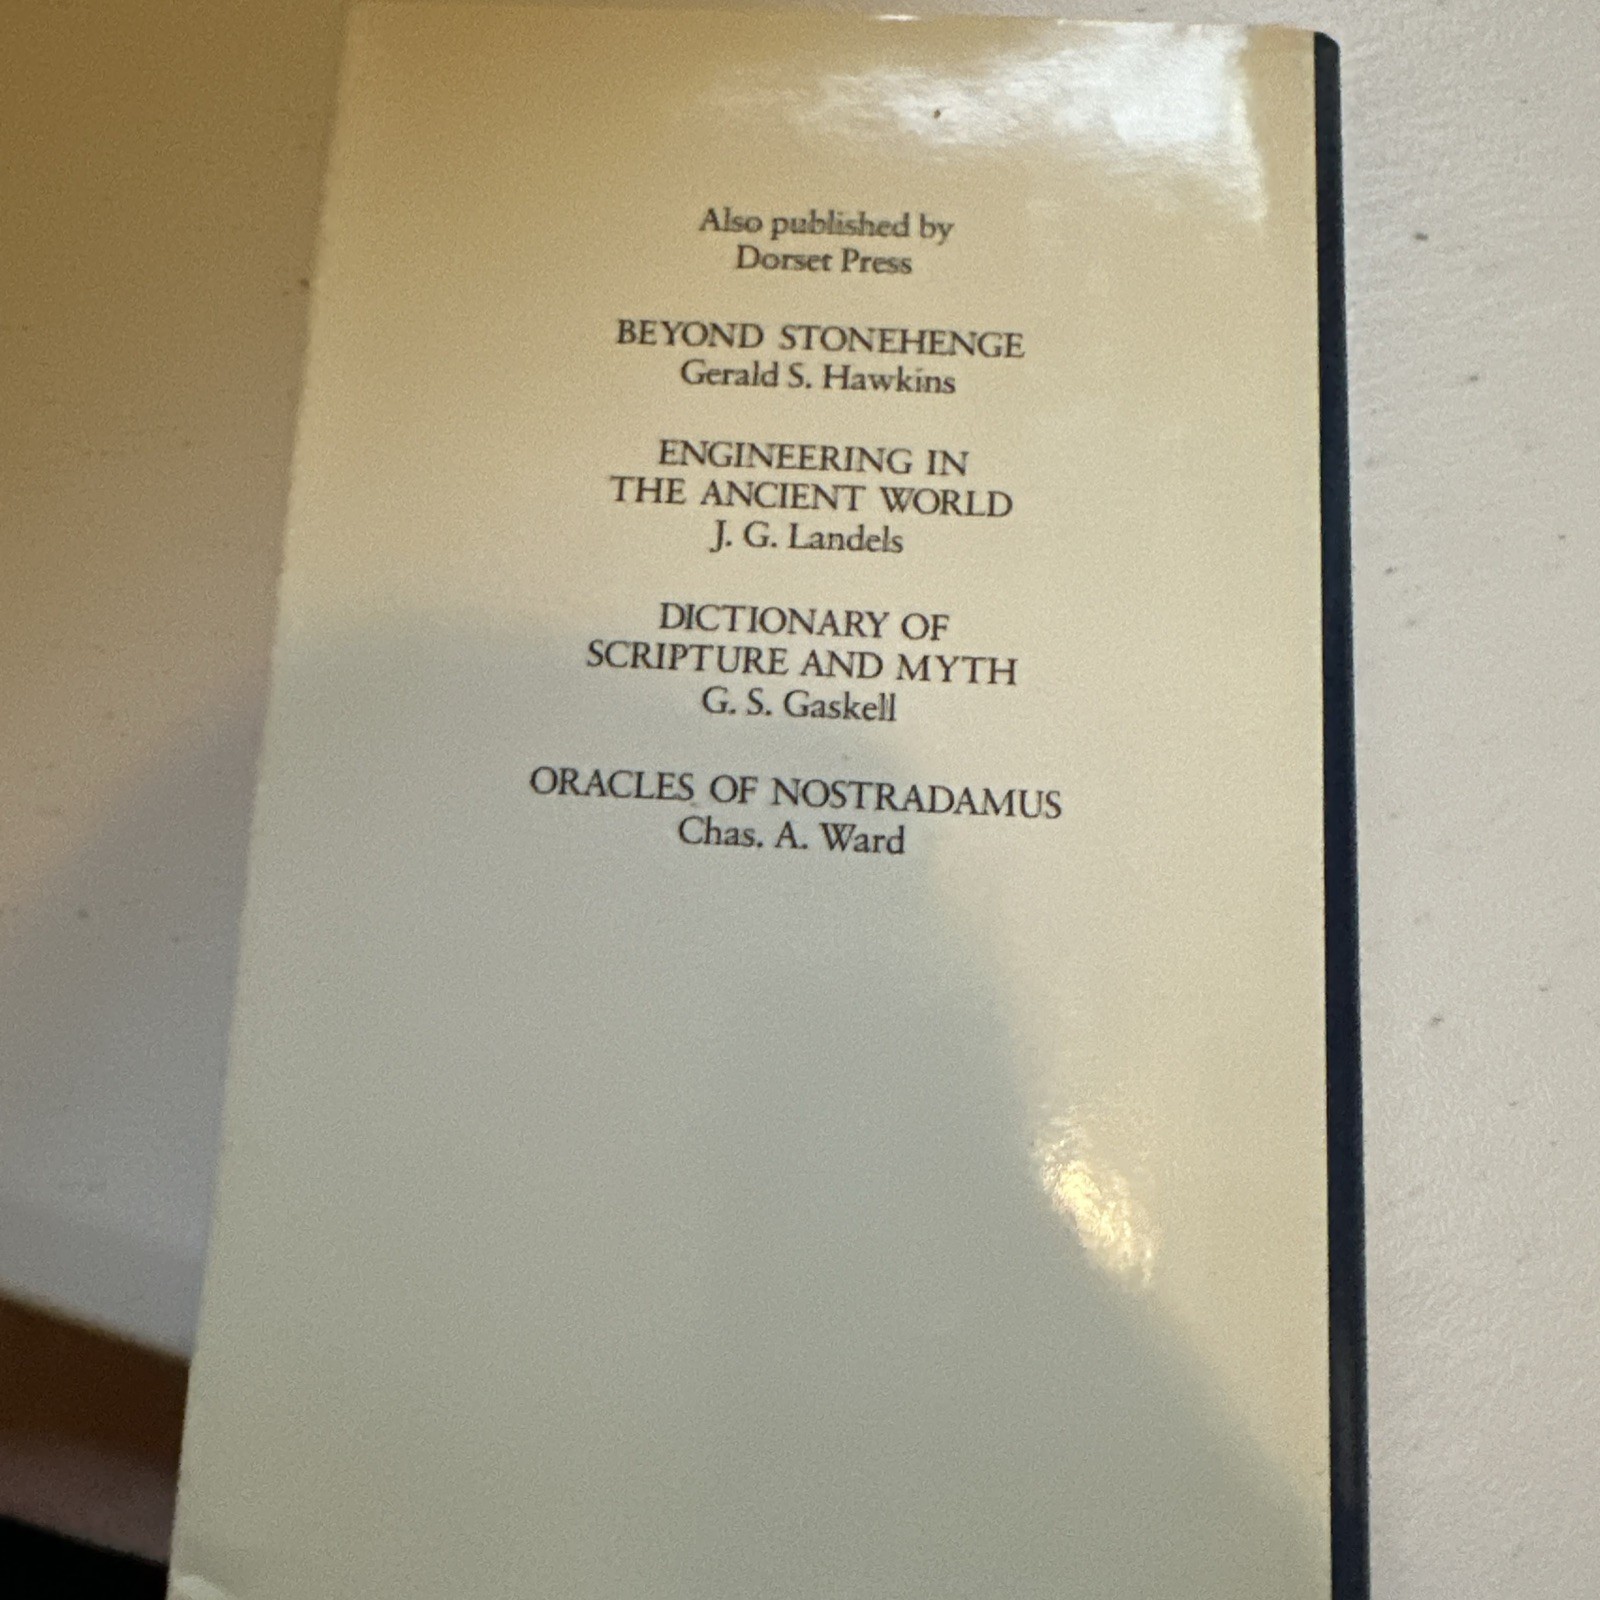 Also published by
Dorset Press
BEYOND STONEHENGE
Gerald S. Hawkins
ENGINEERING IN
THE ANCIENT WORLD
J. G. Landels
DICTIONARY OF
SCRIPTURE AND MYTH
G. S. Gaskell
ORACLES OF NOSTRADAMUS
Chas. A. Ward